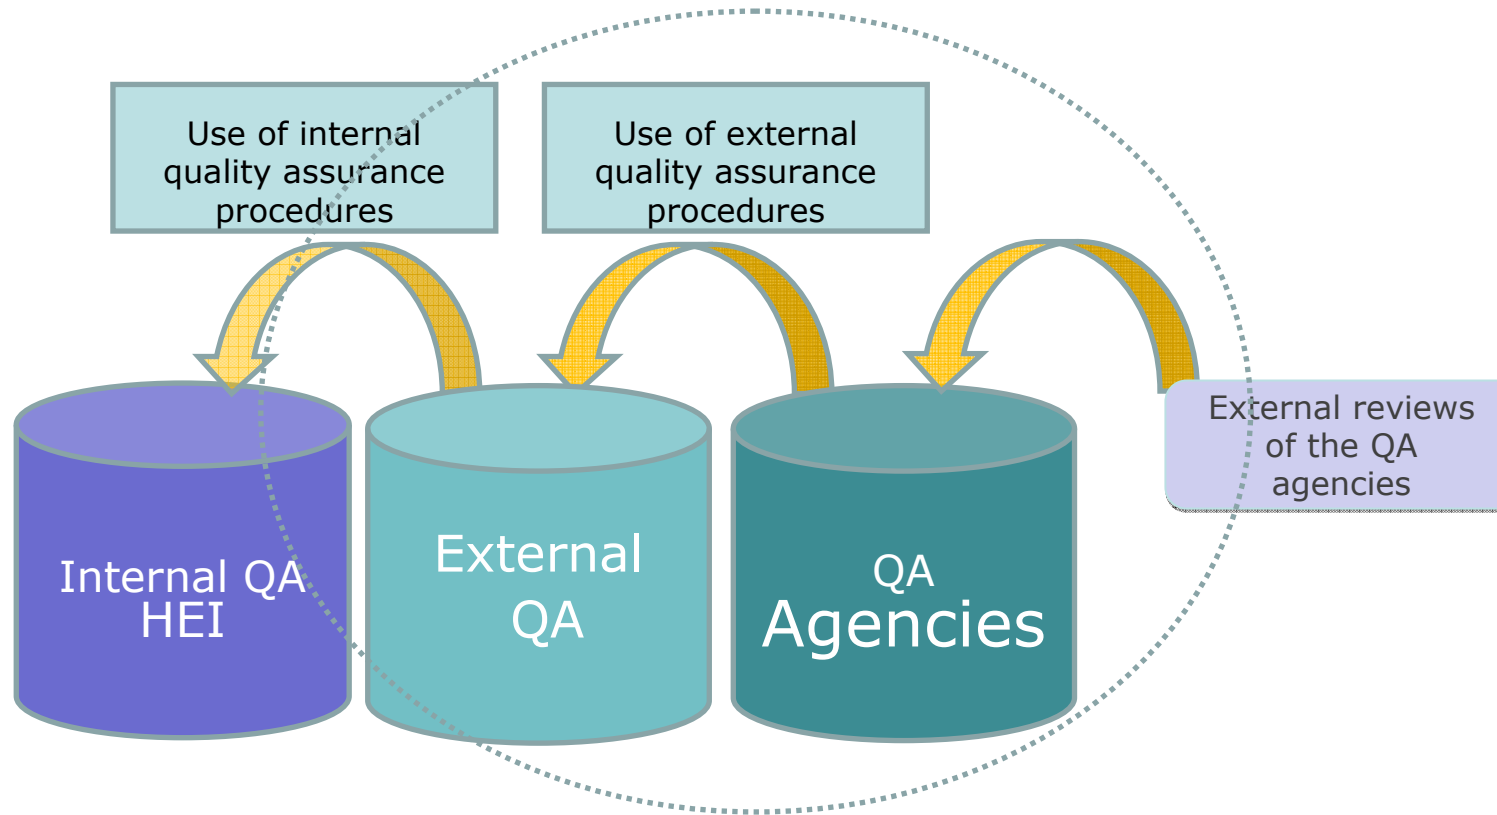 Use of internal
quality assurance
procedures
Use of external
quality assurance
procedures
External reviews
of the QA
agencies
Internal QA
HEI
External
QA
QA
Agencies